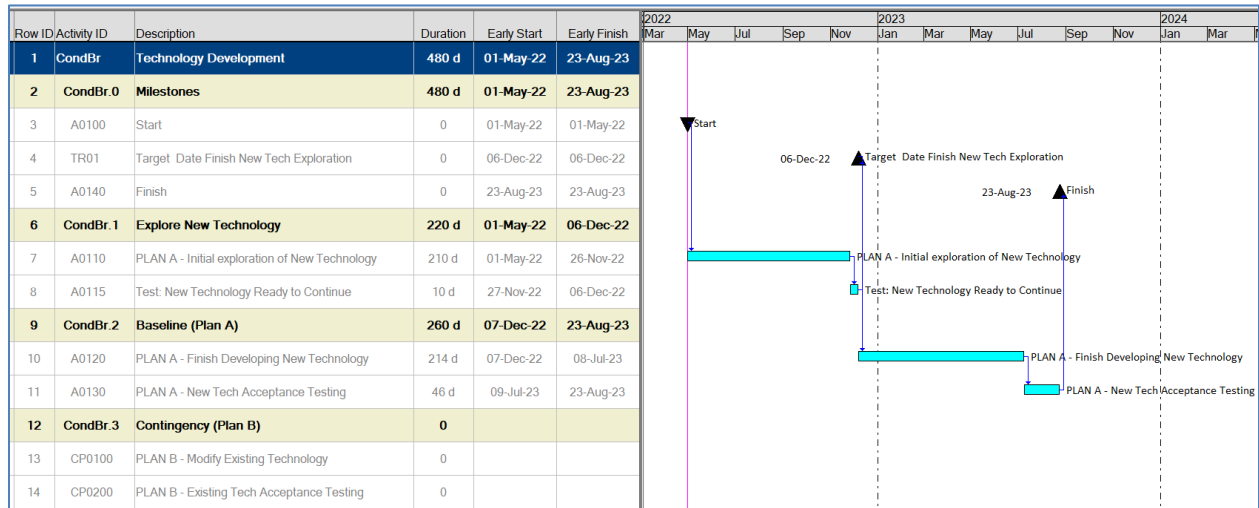 Row ID Activity ID Description Duration Early Start Early Finish
2022 2023 2024
Mar May Jul Sep Nov Jan Mar May Jul Sep Nov Jan Mar
1 CondBr Technology Development 480 d 01-May-22 23-Aug-23
2 CondBr.0 Milestones 480 d 01-May-22 23-Aug-23
3 A0100 Start 0 01-May-22 01-May-22 Start
4 TR01 Target Date Finish New Tech Exploration 0 06-Dec-22 06-Dec-22 06-Dec-22 Target Date Finish New Tech Exploration
5 A0140 Finish 0 23-Aug-23 23-Aug-23 23-Aug-23 Finish
6 CondBr.1 Explore New Technology 220 d 01-May-22 06-Dec-22
7 A0110 PLAN A - Initial exploration of New Technology 210 d 01-May-22 26-Nov-22 PLAN A - Initial exploration of New Technology
8 A0115 Test: New Technology Ready to Continue 10 d 27-Nov-22 06-Dec-22 Test: New Technology Ready to Continue
9 CondBr.2 Baseline (Plan A) 260 d 07-Dec-22 23-Aug-23
10 A0120 PLAN A - Finish Developing New Technology 214 d 07-Dec-22 08-Jul-23 PLAN A - Finish Developing New Technology
11 A0130 PLAN A - New Tech Acceptance Testing 46 d 09-Jul-23 23-Aug-23 PLAN A - New Tech Acceptance Testing
12 CondBr.3 Contingency (Plan B) 0
13 CP0100 PLAN B - Modify Existing Technology 0
14 CP0200 PLAN B - Existing Tech Acceptance Testing 0